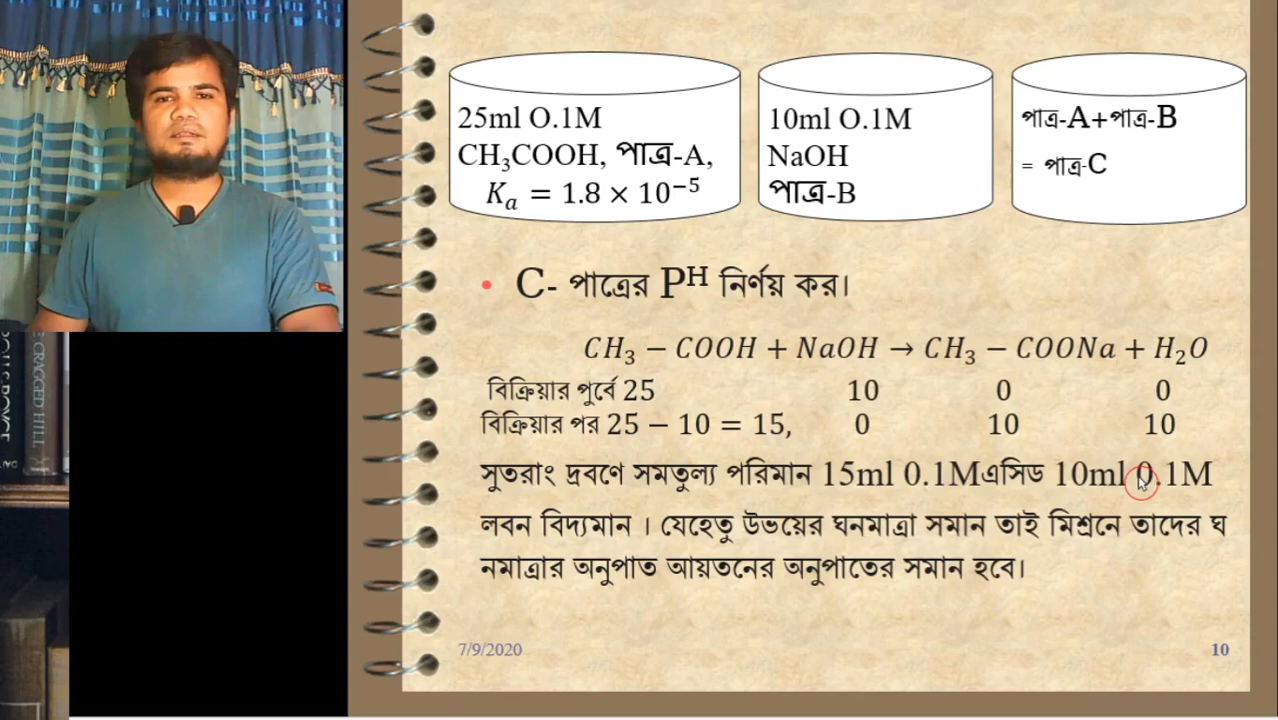 25ml O.1M
CH₃COOH, পাত্র-A,
Kₐ = 1.8 × 10⁻⁵
10ml O.1M
NaOH
পাত্র-B
পাত্র-A+পাত্র-B
= পাত্র-C
• C- পাত্রের Pᴴ নির্ণয় কর।
CH₃ − COOH + NaOH → CH₃ − COONa + H₂O
বিক্রিয়ার পুর্বে 25 10 0 0
বিক্রিয়ার পর 25 − 10 = 15, 0 10 10
সুতরাং দ্রবণে সমতুল্য পরিমান 15ml 0.1Mএসিড 10ml 0.1M
লবন বিদ্যমান । যেহেতু উভয়ের ঘনমাত্রা সমান তাই মিশ্রনে তাদের ঘ
নমাত্রার অনুপাত আয়তনের অনুপাতের সমান হবে।
7/9/2020
10
CRAGGED HILL